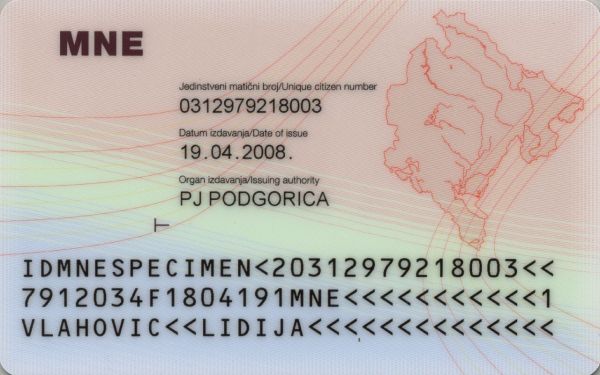 MNE
Jedinstveni matični broj/Unique citizen number
0312979218003
Datum izdavanja/Date of issue
19.04.2008.
Organ izdavanja/Issuing authority
PJ PODGORICA
IDMNESPECIMEN<20312979218003<<
7912034F1804191MNE<<<<<<<<<<<1
VLAHOVIC<<LIDIJA<<<<<<<<<<<<<<